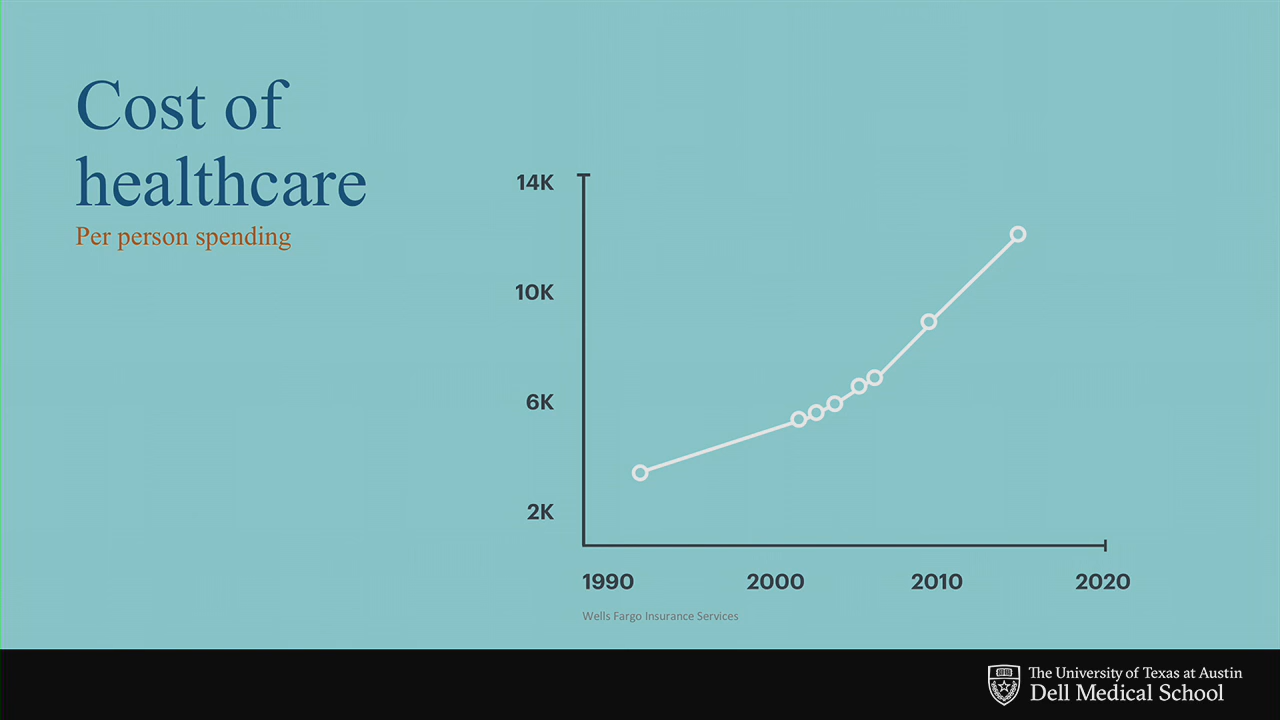 Cost of
healthcare
Per person spending
14K
10K
6K
2K
1990 2000 2010 2020
Wells Fargo Insurance Services
The University of Texas at Austin
Dell Medical School